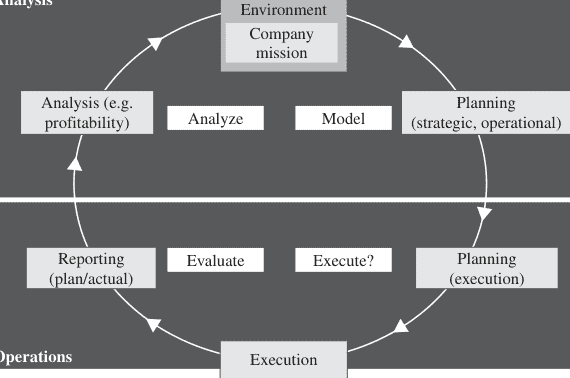 Analysis
Environment
Company
mission
Analysis (e.g.
profitability)
Analyze
Model
Planning
(strategic, operational)
Reporting
(plan/actual)
Evaluate
Execute?
Planning
(execution)
Operations
Execution